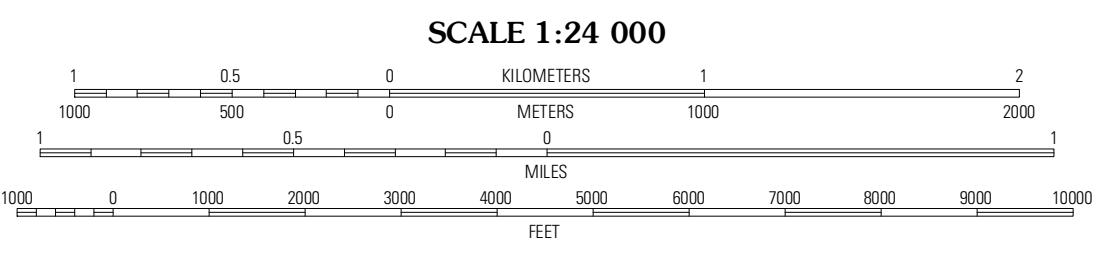 SCALE 1:24 000
1 0.5 0 KILOMETERS 1 2
1000 500 0 METERS 1000 2000
1 0.5 0 1
MILES
1000 0 1000 2000 3000 4000 5000 6000 7000 8000 9000 10000
FEET